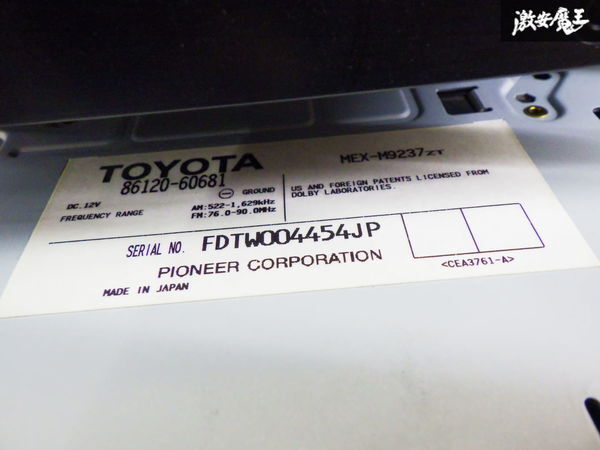 激安魔王
TOYOTA
86120-60681
MEX-M9237ZT
DC.12V
GROUND
FREQUENCY RANGE
AM:522-1,629kHz
FM:76.0-90.0MHz
US AND FOREIGN PATENTS LICENSED FROM
DOLBY LABORATORIES.
SERIAL NO. FDTW004454JP
PIONEER CORPORATION
MADE IN JAPAN
<CEA3761-A>